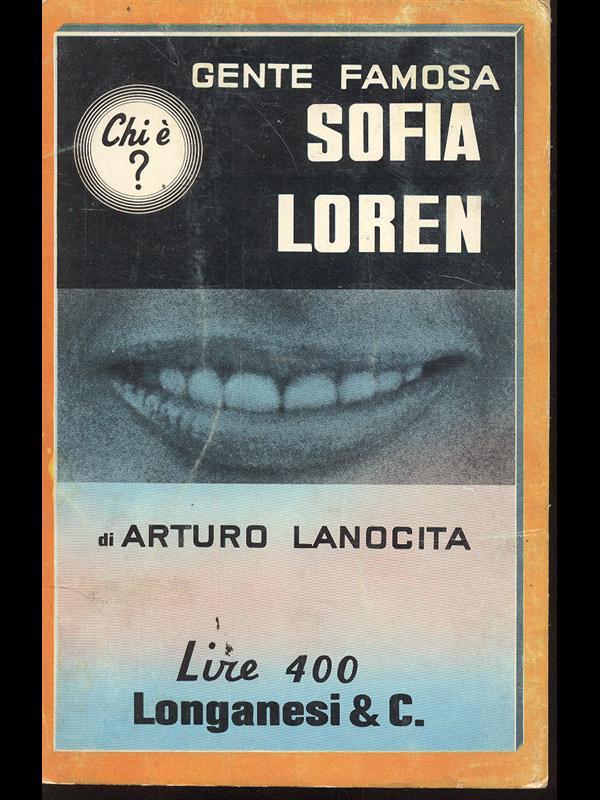 GENTE FAMOSA
Chi è
?
SOFIA
LOREN
di ARTURO LANOCITA
Lire 400
Longanesi & C.